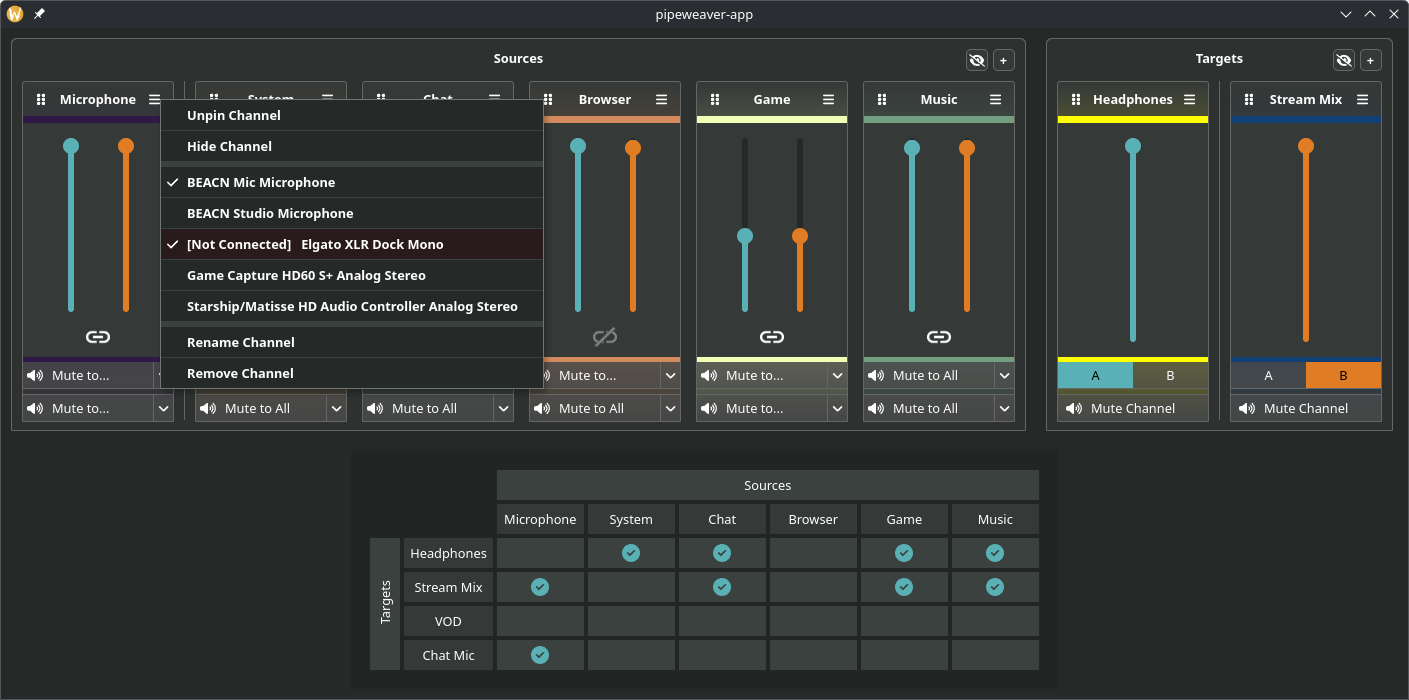 pipeweaver-app
Sources
+
Targets
+
Microphone
System
Chat
Browser
Game
Music
Headphones
Stream Mix
Unpin Channel
Hide Channel
BEACN Mic Microphone
BEACN Studio Microphone
[Not Connected] Elgato XLR Dock Mono
Game Capture HD60 S+ Analog Stereo
Starship/Matisse HD Audio Controller Analog Stereo
Rename Channel
Remove Channel
Mute to...
Mute to...
Mute to...
Mute to All
A
B
A
B
Mute to...
Mute to All
Mute to All
Mute to All
Mute to...
Mute to All
Mute Channel
Mute Channel
Sources
Microphone
System
Chat
Browser
Game
Music
Targets
Headphones
Stream Mix
VOD
Chat Mic